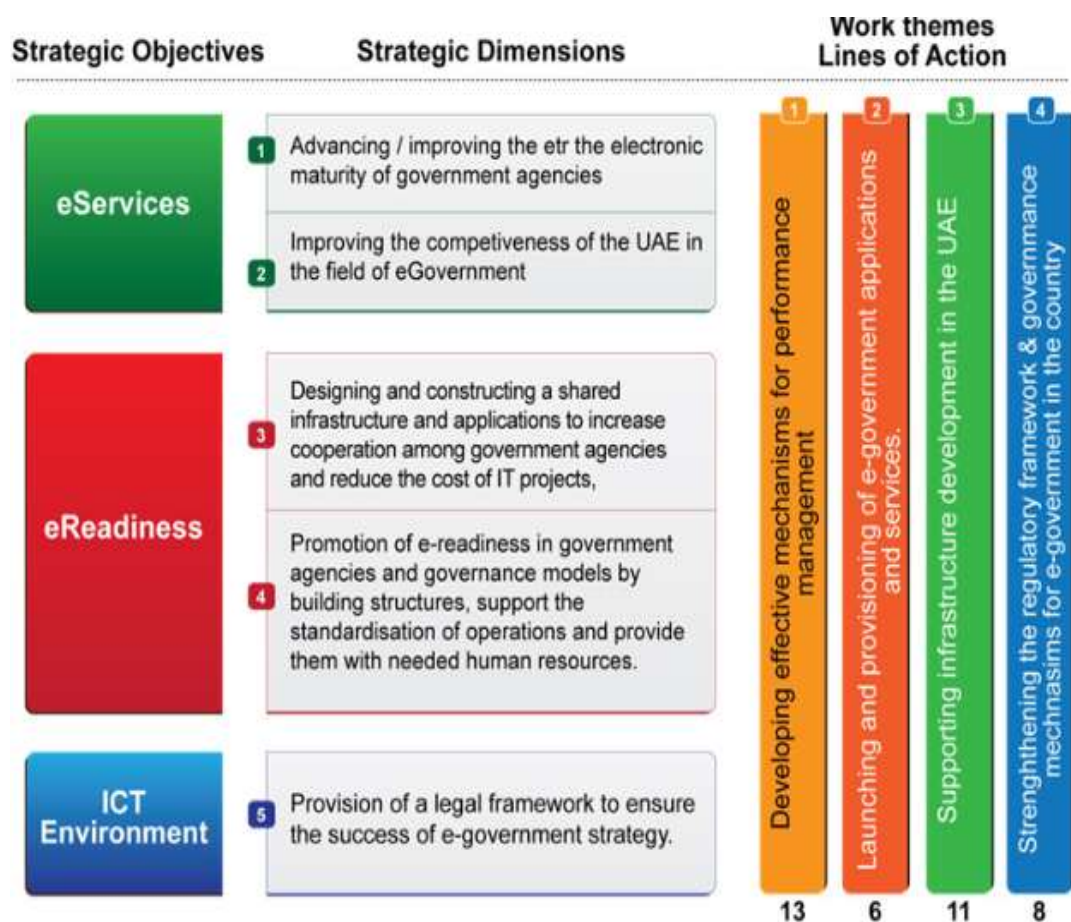 Strategic Objectives
Strategic Dimensions
Work themes
Lines of Action
eServices
1
Advancing / improving the etr the electronic
maturity of government agencies
2
Improving the competiveness of the UAE in
the field of eGovernment
eReadiness
3
Designing and constructing a shared
infrastructure and applications to increase
cooperation among government agencies
and reduce the cost of IT projects,
4
Promotion of e-readiness in government
agencies and governance models by
building structures, support the
standardisation of operations and provide
them with needed human resources.
ICT
Environment
5
Provision of a legal framework to ensure
the success of e-government strategy.
1
Developing effective mechanisms for performance
management
13
2
Launching and provisioning of e-government applications
and services.
6
3
Supporting infrastructure development in the UAE
11
4
Strenghthening the regulatory framework & governmance
mechnasims for e-government in the country
8